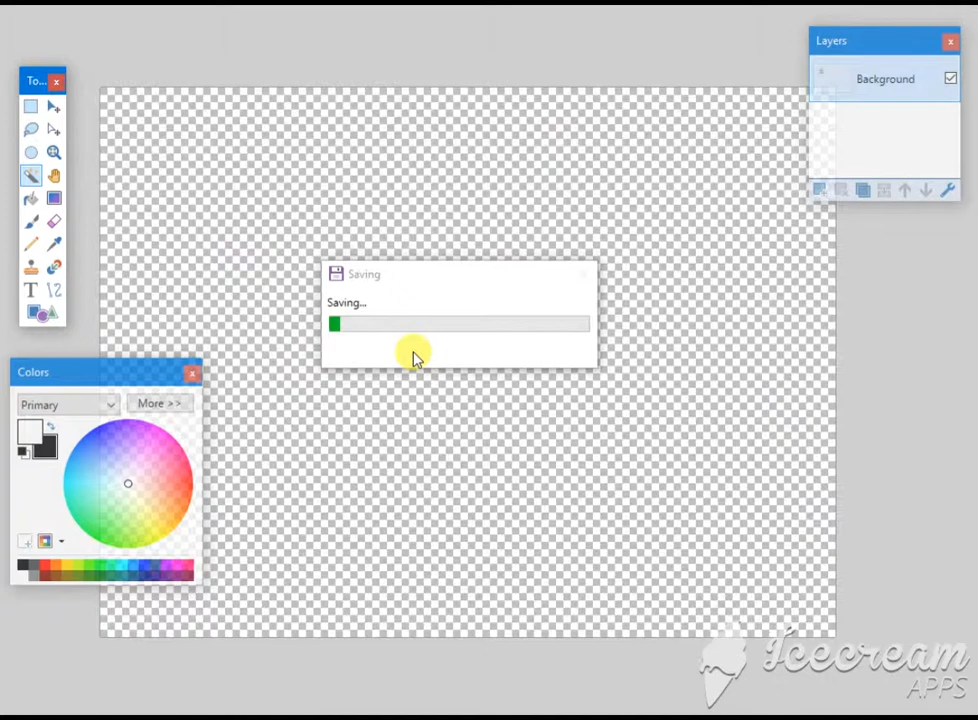 Layers
To...
Background
Saving
Saving...
Colors
Primary
More >>
Icecream
APPS